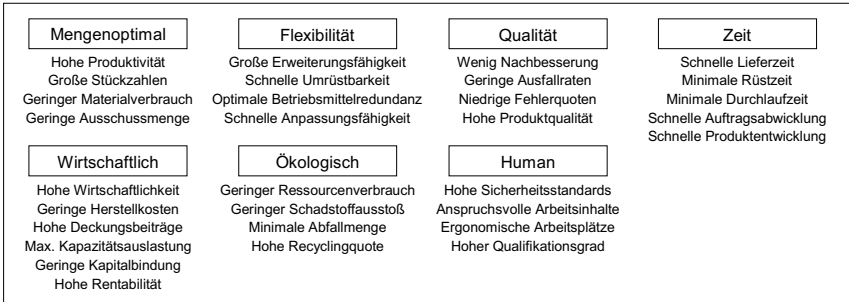 Mengenoptimal
Hohe Produktivität
Große Stückzahlen
Geringer Materialverbrauch
Geringe Ausschussmenge
Flexibilität
Große Erweiterungsfähigkeit
Schnelle Umrüstbarkeit
Optimale Betriebsmittelredundanz
Schnelle Anpassungsfähigkeit
Qualität
Wenig Nachbesserung
Geringe Ausfallraten
Niedrige Fehlerquoten
Hohe Produktqualität
Zeit
Schnelle Lieferzeit
Minimale Rüstzeit
Minimale Durchlaufzeit
Schnelle Auftragsabwicklung
Schnelle Produktentwicklung
Wirtschaftlich
Hohe Wirtschaftlichkeit
Geringe Herstellkosten
Hohe Deckungsbeiträge
Max. Kapazitätsauslastung
Geringe Kapitalbindung
Hohe Rentabilität
Ökologisch
Geringer Ressourcenverbrauch
Geringer Schadstoffausstoß
Minimale Abfallmenge
Hohe Recyclingquote
Human
Hohe Sicherheitsstandards
Anspruchsvolle Arbeitsinhalte
Ergonomische Arbeitsplätze
Hoher Qualifikationsgrad